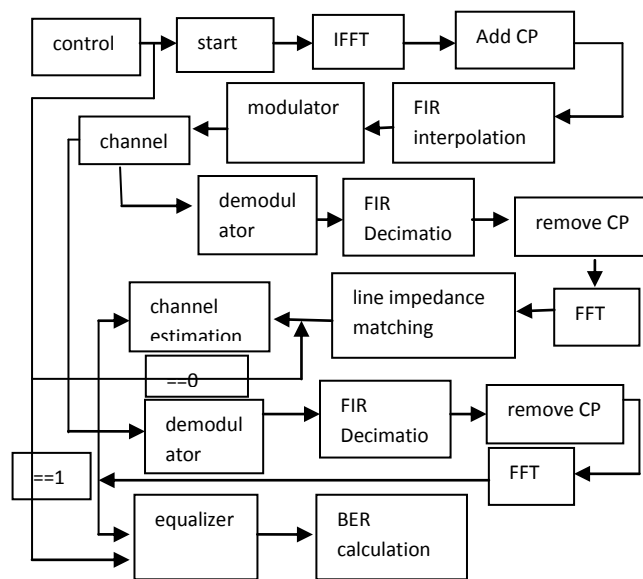 control
start
IFFT
Add CP
modulator
FIR
interpolation
channel
demodul
ator
FIR
Decimatio
remove CP
channel
estimation
line impedance
matching
FFT
==0
demodul
ator
FIR
Decimatio
remove CP
==1
FFT
equalizer
BER
calculation